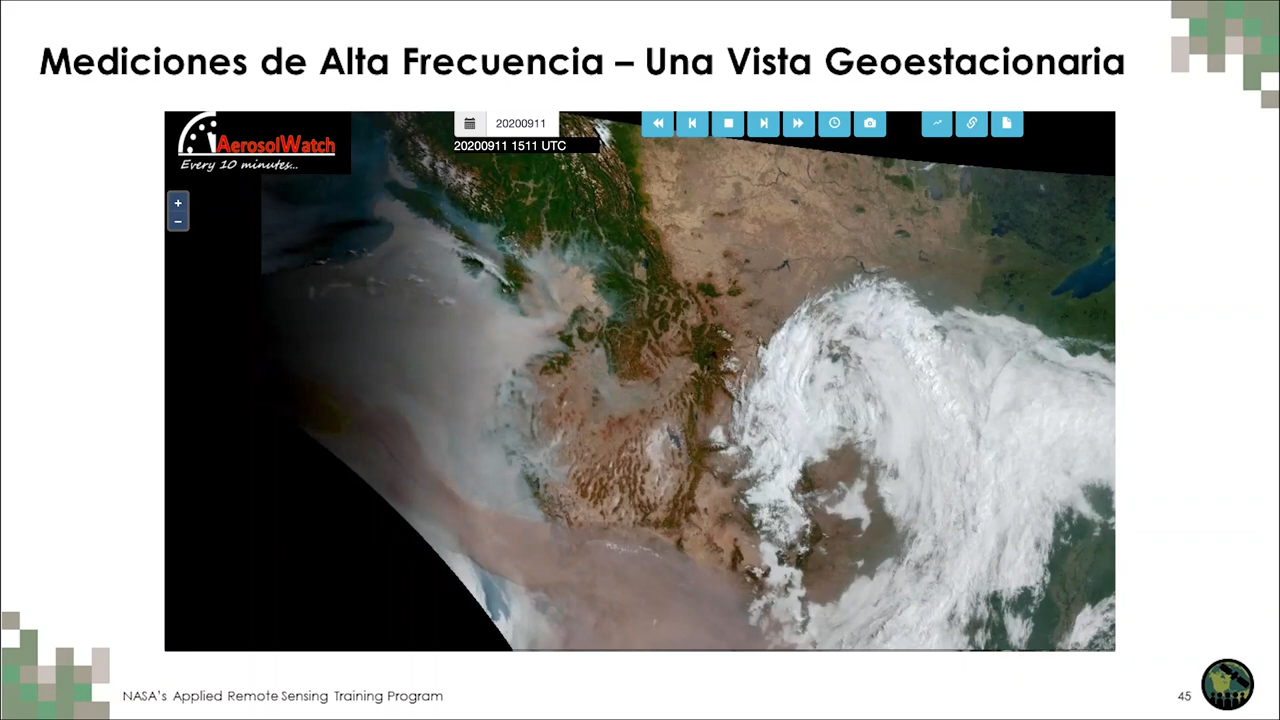 Mediciones de Alta Frecuencia – Una Vista Geoestacionaria
AerosolWatch
Every 10 minutes...
20200911
20200911 1511 UTC
+
−
NASA's Applied Remote Sensing Training Program
45